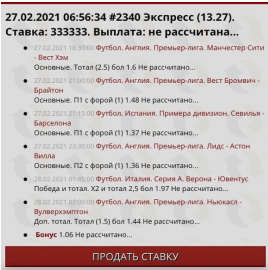 27.02.2021 06:56:34 #2340 Экспресс (13.27).
Ставка: 333333. Выплата: не рассчитана...
27.02.2021 18:30:00 Футбол. Англия. Премьер-лига. Манчестер Сити
- Вест Хэм
Основные. Тотал (2.5) бол 1.6 Не рассчитано...
27.02.2021 21:00:00 Футбол. Англия. Премьер-лига. Вест Бромвич -
Брайтон
Основные. П1 с форой (1) 1.48 Не рассчитано...
27.02.2021 21:15:00 Футбол. Испания. Примера дивизион. Севилья -
Барселона
Основные. П1 с форой (1) 1.37 Не рассчитано...
27.02.2021 23:30:00 Футбол. Англия. Премьер-лига. Лидс - Астон
Вилла
Основные. П2 с форой (1) 1.36 Не рассчитано...
28.02.2021 01:45:00 Футбол. Италия. Серия А. Верона - Ювентус
Победа и тотал. Х2 и тотал 2,5 бол 1.97 Не рассчитано...
28.02.2021 02:00:00 Футбол. Англия. Премьер-лига. Ньюкасл -
Вулверхэмптон
Доп. тотал. Тотал (1.5) бол 1.44 Не рассчитано...
Бонус 1.06 Не рассчитано...
ПРОДАТЬ СТАВКУ